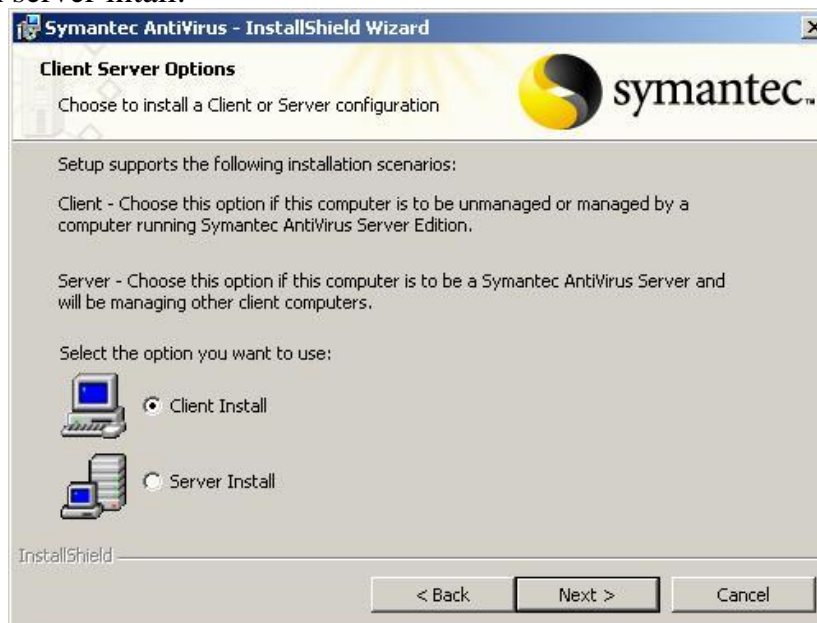 server intall.
Symantec AntiVirus - InstallShield Wizard
Client Server Options
Choose to install a Client or Server configuration
symantec.
Setup supports the following installation scenarios:
Client - Choose this option if this computer is to be unmanaged or managed by a
computer running Symantec AntiVirus Server Edition.
Server - Choose this option if this computer is to be a Symantec AntiVirus Server and
will be managing other client computers.
Select the option you want to use:
Client Install
Server Install
InstallShield
< Back
Next >
Cancel